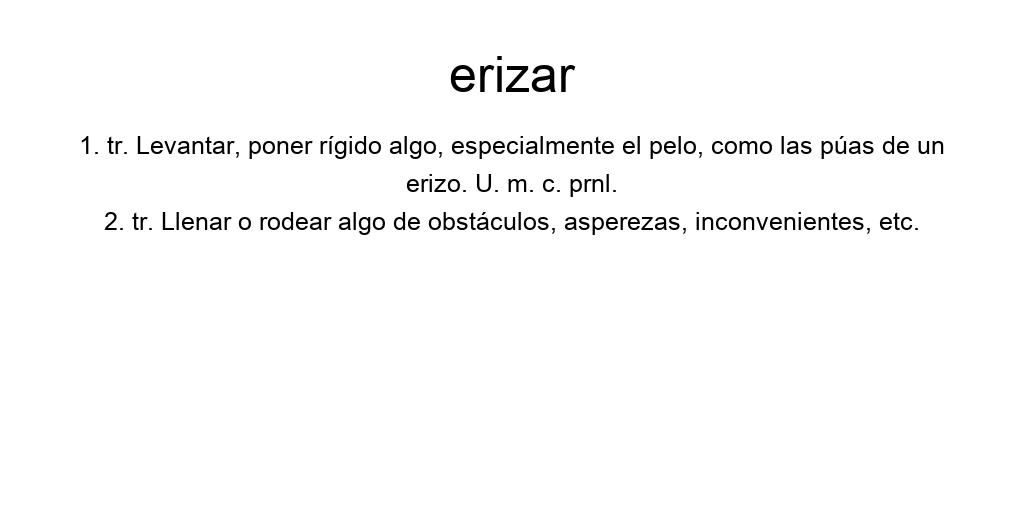 erizar
1. tr. Levantar, poner rígido algo, especialmente el pelo, como las púas de un
erizo. U. m. c. prnl.
2. tr. Llenar o rodear algo de obstáculos, asperezas, inconvenientes, etc.